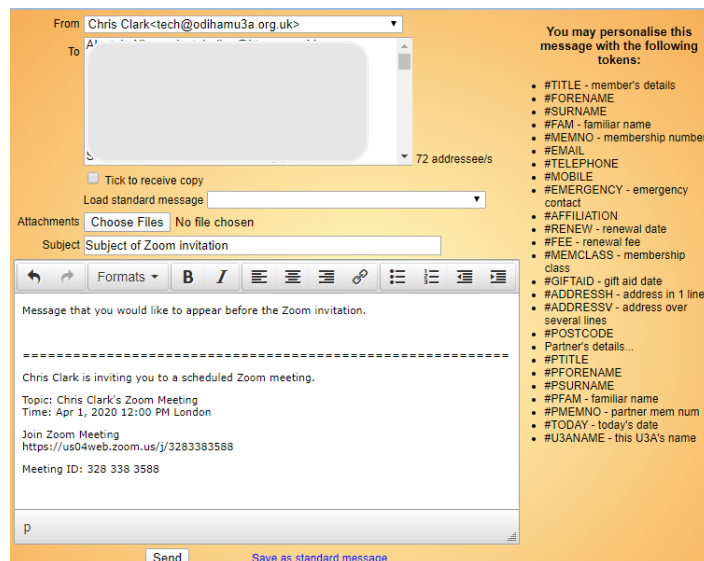 From Chris Clark<tech@odihamu3a.org.uk>
To
72 addressee/s
Tick to receive copy
Load standard message
Attachments Choose Files No file chosen
Subject Subject of Zoom invitation
Formats B I
Message that you would like to appear before the Zoom invitation.
==========================================================
Chris Clark is inviting you to a scheduled Zoom meeting.
Topic: Chris Clark's Zoom Meeting
Time: Apr 1, 2020 12:00 PM London
Join Zoom Meeting
https://us04web.zoom.us/j/3283383588
Meeting ID: 328 338 3588
p
Send Save as standard message
You may personalise this
message with the following
tokens:
• #TITLE - member's details
• #FORENAME
• #SURNAME
• #FAM - familiar name
• #MEMNO - membership number
• #EMAIL
• #TELEPHONE
• #MOBILE
• #EMERGENCY - emergency
contact
• #AFFILIATION
• #RENEW - renewal date
• #FEE - renewal fee
• #MEMCLASS - membership
class
• #GIFTAID - gift aid date
• #ADDRESSH - address in 1 line
• #ADDRESSV - address over
several lines
• #POSTCODE
• Partner's details...
• #PTITLE
• #PFORENAME
• #PSURNAME
• #PFAM - familiar name
• #PMEMNO - partner mem num
• #TODAY - today's date
• #U3ANAME - this U3A's name